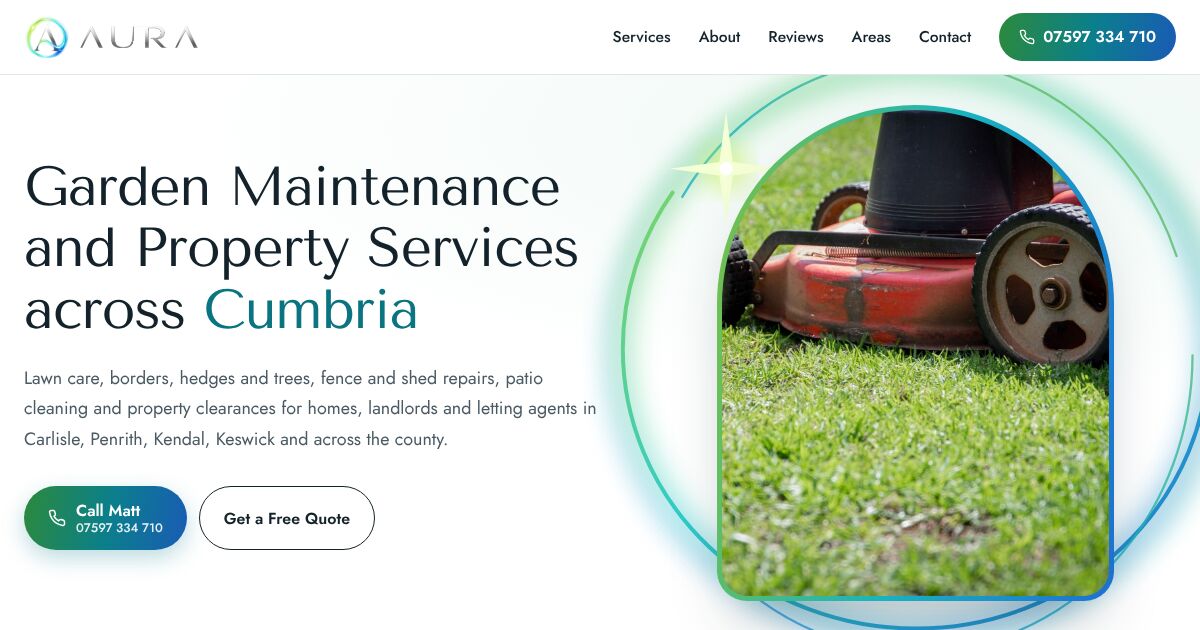 AURA
Services
About
Reviews
Areas
Contact
07597 334 710
Garden Maintenance
and Property Services
across Cumbria
Lawn care, borders, hedges and trees, fence and shed repairs, patio
cleaning and property clearances for homes, landlords and letting agents in
Carlisle, Penrith, Kendal, Keswick and across the county.
Call Matt
07597 334 710
Get a Free Quote